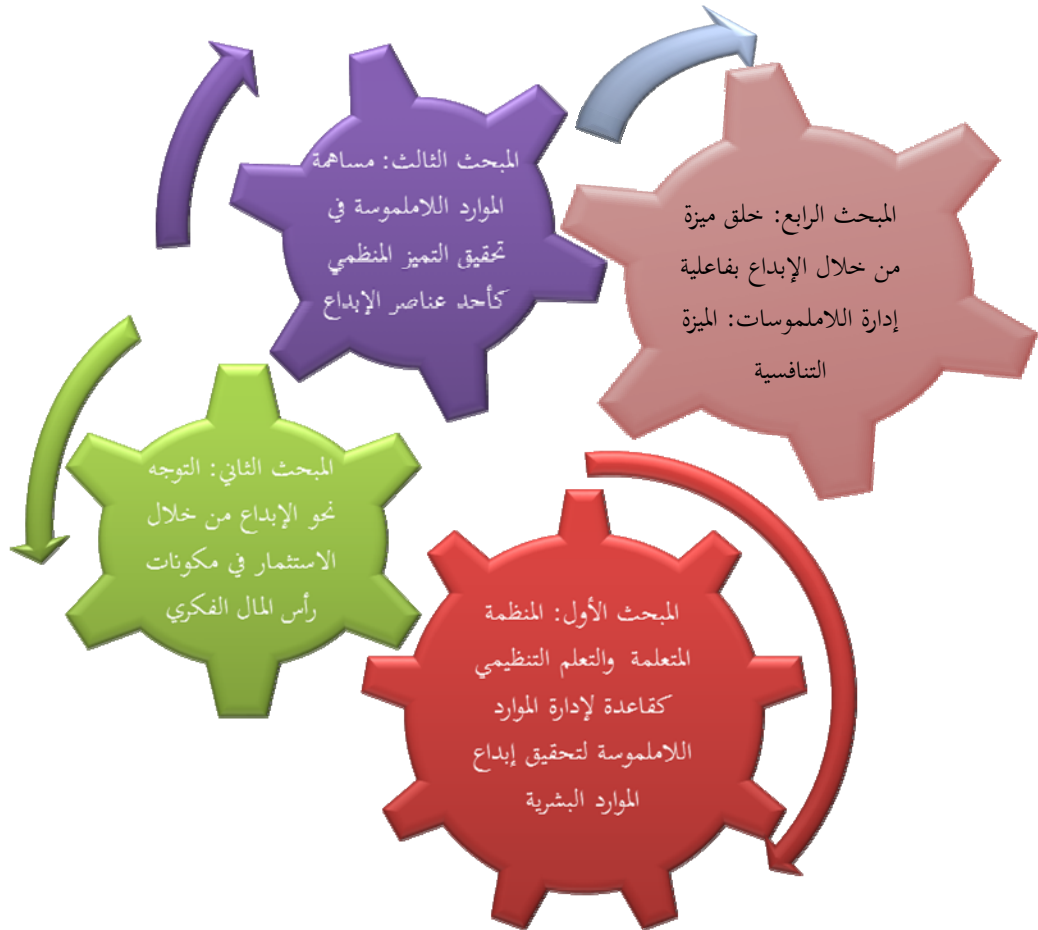 المبحث الأول: المنظمة
المتعلمة والتعلم التنظيمي
كقاعدة لإدارة الموارد
اللاملموسة لتحقيق إبداع
الموارد البشرية
المبحث الثاني: التوجه
نحو الإبداع من خلال
الاستثمار في مكونات
رأس المال الفكري
المبحث الثالث: مساهمة
الموارد اللاملموسة في
تحقيق التميز المنظمي
كأحد عناصر الإبداع
المبحث الرابع: خلق ميزة
من خلال الإبداع بفاعلية
إدارة اللاملموسات: الميزة
التنافسية